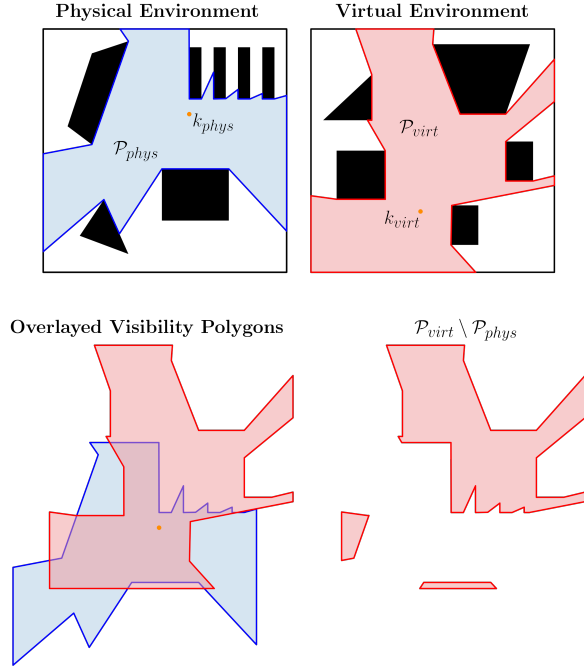 Physical Environment
Virtual Environment
k_phys
P_phys
P_virt
k_virt
Overlayed Visibility Polygons
P_virt \ P_phys